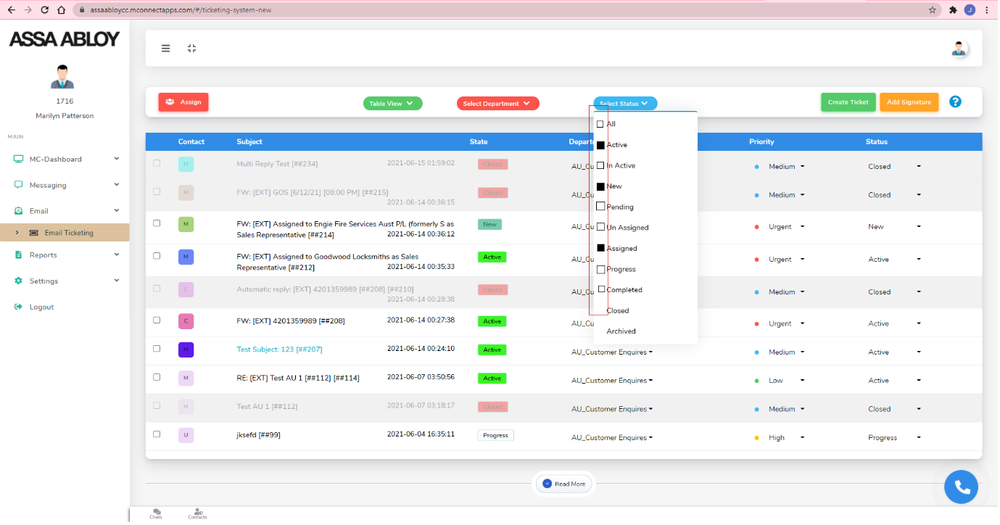 assaabloycc.mconnectapps.com/#/ticketing-system-new
J
ASSA ABLOY
1716
Marilyn Patterson
MAIN
MC-Dashboard
Messaging
Email
Email Ticketing
Reports
Settings
Logout
Assign
Table View
Select Department
Select Status
Create Ticket
Add Signature
?
All
Active
In Active
New
Pending
Un Assigned
Assigned
Progress
Completed
Closed
Archived
Contact Subject State Depart Priority Status
M Multi Reply Test [##234] 2021-06-15 01:59:02 Closed AU_Cu Medium Closed
M FW: [EXT] GOS [6/12/21] [08:00 PM] [##215] Closed AU_Cu Medium Closed
2021-06-14 00:36:15
M FW: [EXT] Assigned to Engie Fire Services Aust P/L (formerly S as New AU_Cu Urgent New
Sales Representative [##214] 2021-06-14 00:36:12
M FW: [EXT] Assigned to Goodwood Locksmiths as Sales Active AU_Cu Urgent Active
Representative [##212] 2021-06-14 00:35:33
C Automatic reply: [EXT] 4201359989 [##208] [##210] Closed AU_Cu Medium Closed
2021-06-14 00:28:38
C FW: [EXT] 4201359989 [##208] 2021-06-14 00:27:38 Active AU_Cu Urgent Active
M Test Subject: 123 [##207] 2021-06-14 00:24:10 Active AU_Customer Enquires Medium Active
M RE: [EXT] Test AU 1 [##112] [##114] 2021-06-07 03:50:56 Active AU_Customer Enquires Low Active
M Test AU 1 [##112] 2021-06-07 03:18:17 Closed AU_Customer Enquires Medium Closed
U jksefd [##99] 2021-06-04 16:35:11 Progress AU_Customer Enquires High Progress
Read More
Chats
Contacts